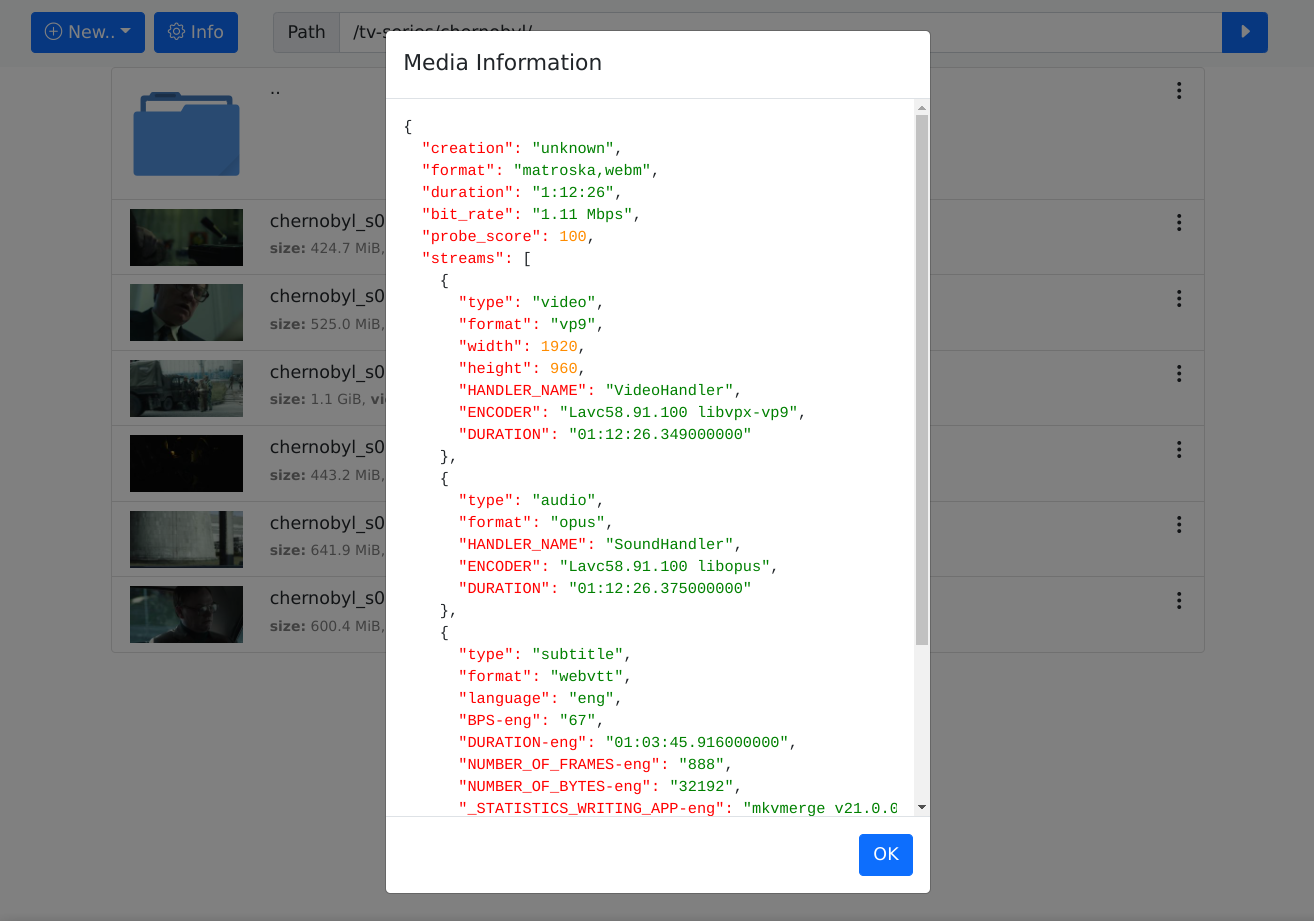 New..
Info
Path
/tv-series/chernobyl/
Media Information
..
chernobyl_s0
size: 424.7 MiB,
chernobyl_s0
size: 525.0 MiB,
chernobyl_s0
size: 1.1 GiB, vi
chernobyl_s0
size: 443.2 MiB,
chernobyl_s0
size: 641.9 MiB,
chernobyl_s0
size: 600.4 MiB,
{
"creation": "unknown",
"format": "matroska,webm",
"duration": "1:12:26",
"bit_rate": "1.11 Mbps",
"probe_score": 100,
"streams": [
{
"type": "video",
"format": "vp9",
"width": 1920,
"height": 960,
"HANDLER_NAME": "VideoHandler",
"ENCODER": "Lavc58.91.100 libvpx-vp9",
"DURATION": "01:12:26.349000000"
},
{
"type": "audio",
"format": "opus",
"HANDLER_NAME": "SoundHandler",
"ENCODER": "Lavc58.91.100 libopus",
"DURATION": "01:12:26.375000000"
},
{
"type": "subtitle",
"format": "webvtt",
"language": "eng",
"BPS-eng": "67",
"DURATION-eng": "01:03:45.916000000",
"NUMBER_OF_FRAMES-eng": "888",
"NUMBER_OF_BYTES-eng": "32192",
"_STATISTICS_WRITING_APP-eng": "mkvmerge v21.0.0
OK